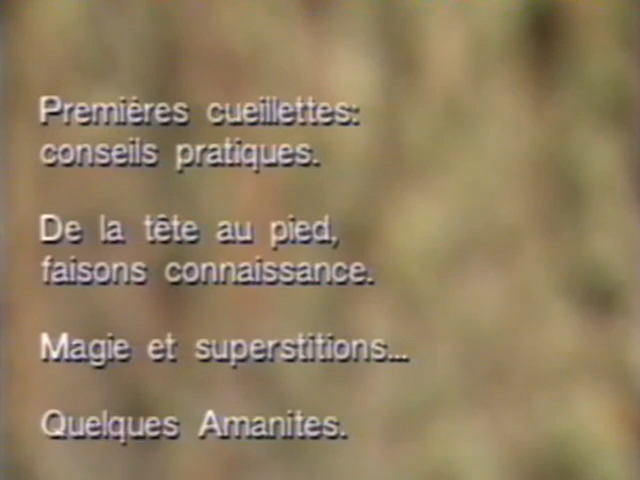 Premières cueillettes:
conseils pratiques.
De la tête au pied,
faisons connaissance.
Magie et superstitions...
Quelques Amanites.